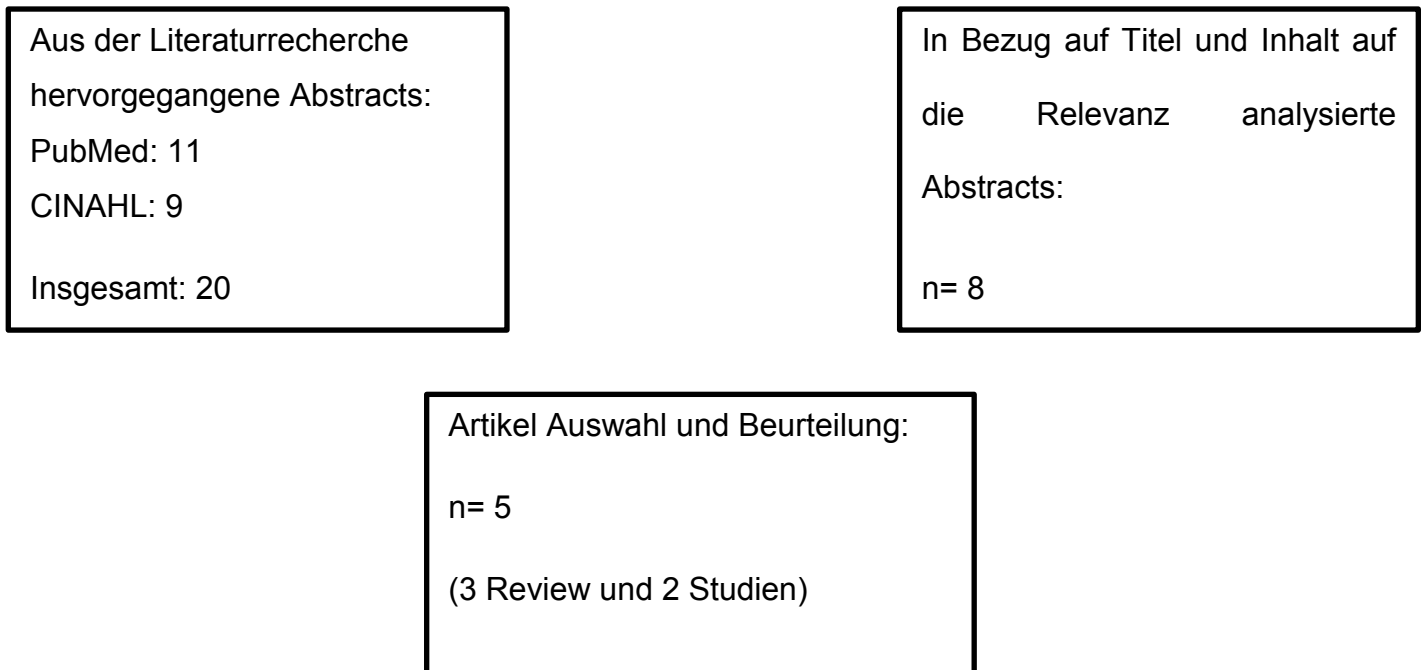 Aus der Literaturrecherche
hervorgegangene Abstracts:
PubMed: 11
CINAHL: 9
Insgesamt: 20
In Bezug auf Titel und Inhalt auf
die Relevanz analysierte
Abstracts:
n= 8
Artikel Auswahl und Beurteilung:
n= 5
(3 Review und 2 Studien)